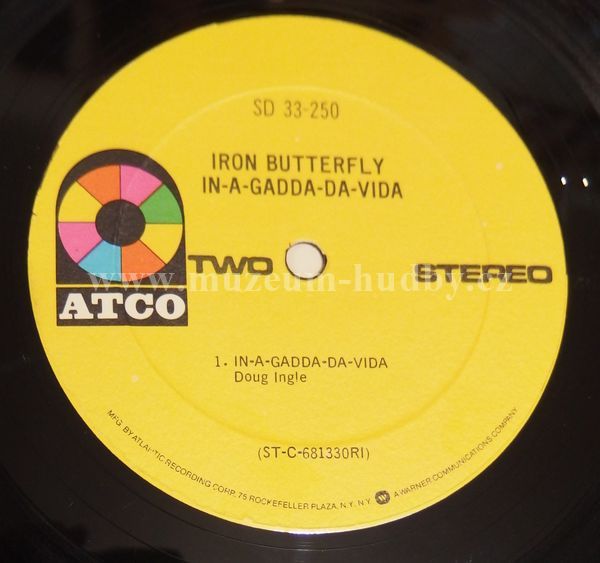 SD 33-250
IRON BUTTERFLY
IN-A-GADDA-DA-VIDA
ATCO
TWO
STEREO
www.muzeum-hudby.cz
1. IN-A-GADDA-DA-VIDA
Doug Ingle
(ST-C-681330RI)
MFG. BY ATLANTIC RECORDING CORP., 75 ROCKEFELLER PLAZA, N.Y. N.Y. A WARNER COMMUNICATIONS COMPANY